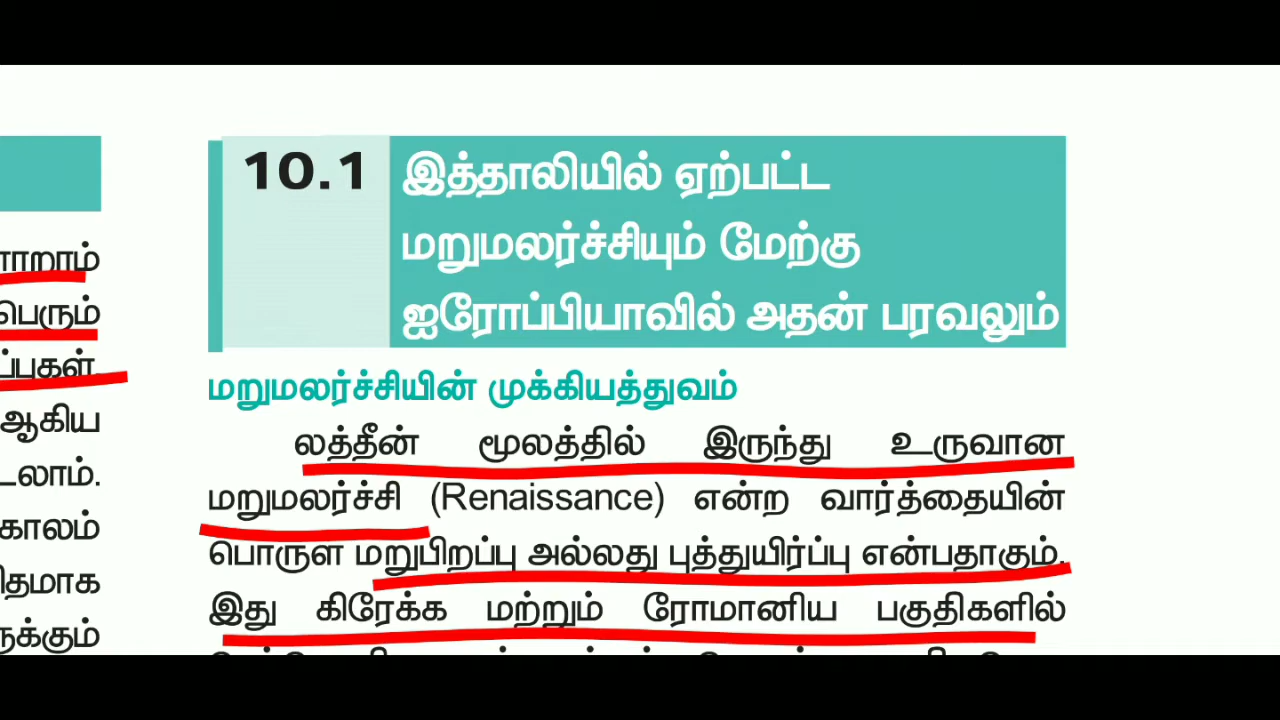 பெரும்
ஆகிய
காலம்
10.1 இத்தாலியில் ஏற்பட்ட
மறுமலர்ச்சியும் மேற்கு
ஐரோப்பியாவில் அதன் பரவலும்
மறுமலர்ச்சியின் முக்கியத்துவம்
லத்தீன் மூலத்தில் இருந்து உருவான
மறுமலர்ச்சி (Renaissance) என்ற வார்த்தையின்
பொருள் மறுபிறப்பு அல்லது புத்துயிர்ப்பு என்பதாகும்.
இது கிரேக்க மற்றும் ரோமானிய பகுதிகளில்